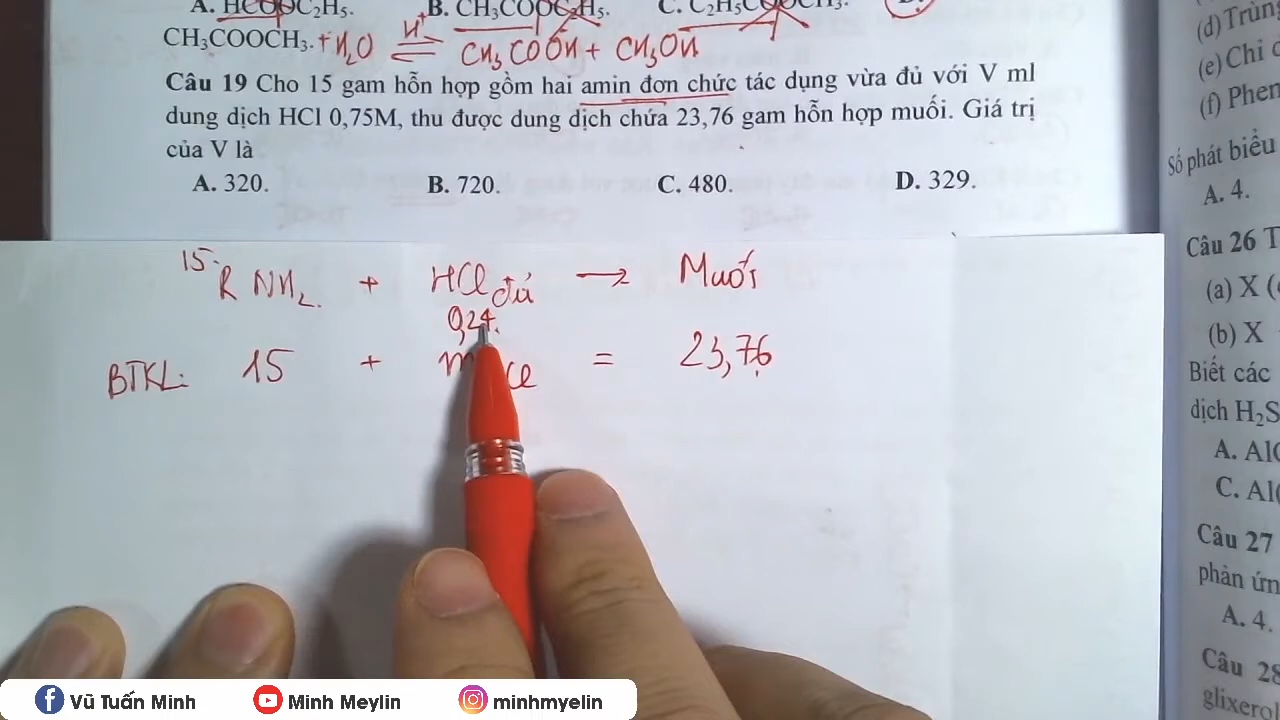 A. HCOOC₂H₅. B. CH₃COOC₂H₅. C. C₂H₅COOCH₃.
CH₃COOCH₃. + H₂O ⇌ H⁺ CH₃COOH + CH₃OH
Câu 19 Cho 15 gam hỗn hợp gồm hai amin đơn chức tác dụng vừa đủ với V ml
dung dịch HCl 0,75M, thu được dung dịch chứa 23,76 gam hỗn hợp muối. Giá trị
của V là
A. 320. B. 720. C. 480. D. 329.
15 R NH₂ + HCl đủ → Muối
0,24
BTKL: 15 + = 23,76
(d) Trùng
(e) Chỉ
(f) Phen
Số phát biểu
A. 4.
Câu 26 T
(a) X (
(b) X
Biết các
dịch H₂S
A. Al
C. Al
Câu 27
phản ứn
A. 4.
Câu 28
glixerol
Vũ Tuấn Minh Minh Meylin minhmyelin